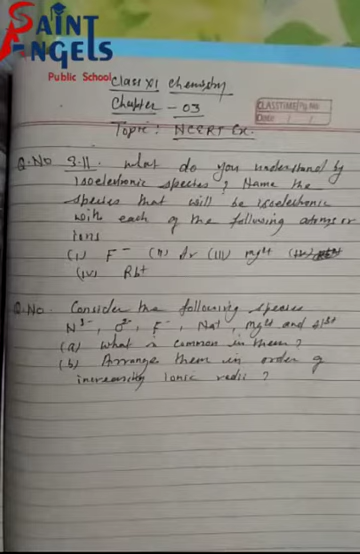 SAINT
ANGELS
Public School
Class XI Chemistry
Chapter - 03
CLASSTIME Pg. No.
Date / /
Topic: NCERT Ex.
Q.No 3.11. What do you understand by
isoelectronic species? Name the
species that will be isoelectronic
with each of the following atoms or
ions
(i) F⁻ (ii) Ar (iii) Mg²⁺
(iv) Rb⁺
Q.No. Consider the following species
N³⁻, O²⁻, F⁻, Na⁺, Mg²⁺ and Al³⁺
(a) What is common in them?
(b) Arrange them in order of
increasing ionic radii?